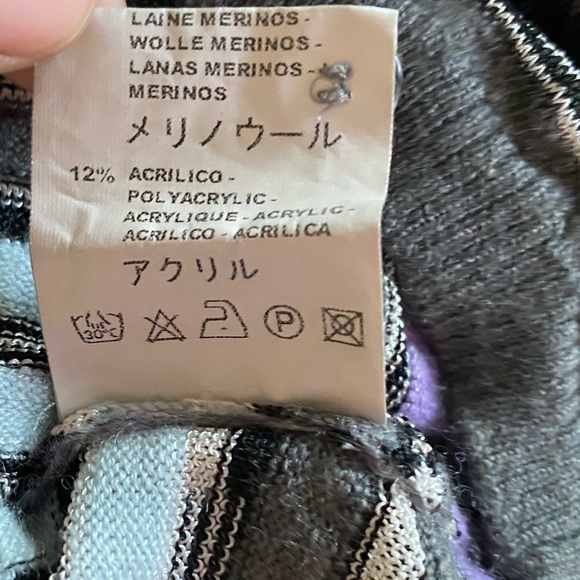 LAINE MERINOS -
WOLLE MERINOS -
LANAS MERINOS -
MERINOS
メリノウール
12% ACRILICO -
POLYACRYLIC -
ACRYLIQUE - ACRYLIC -
ACRILICO - ACRILICA
アクリル
30°C P